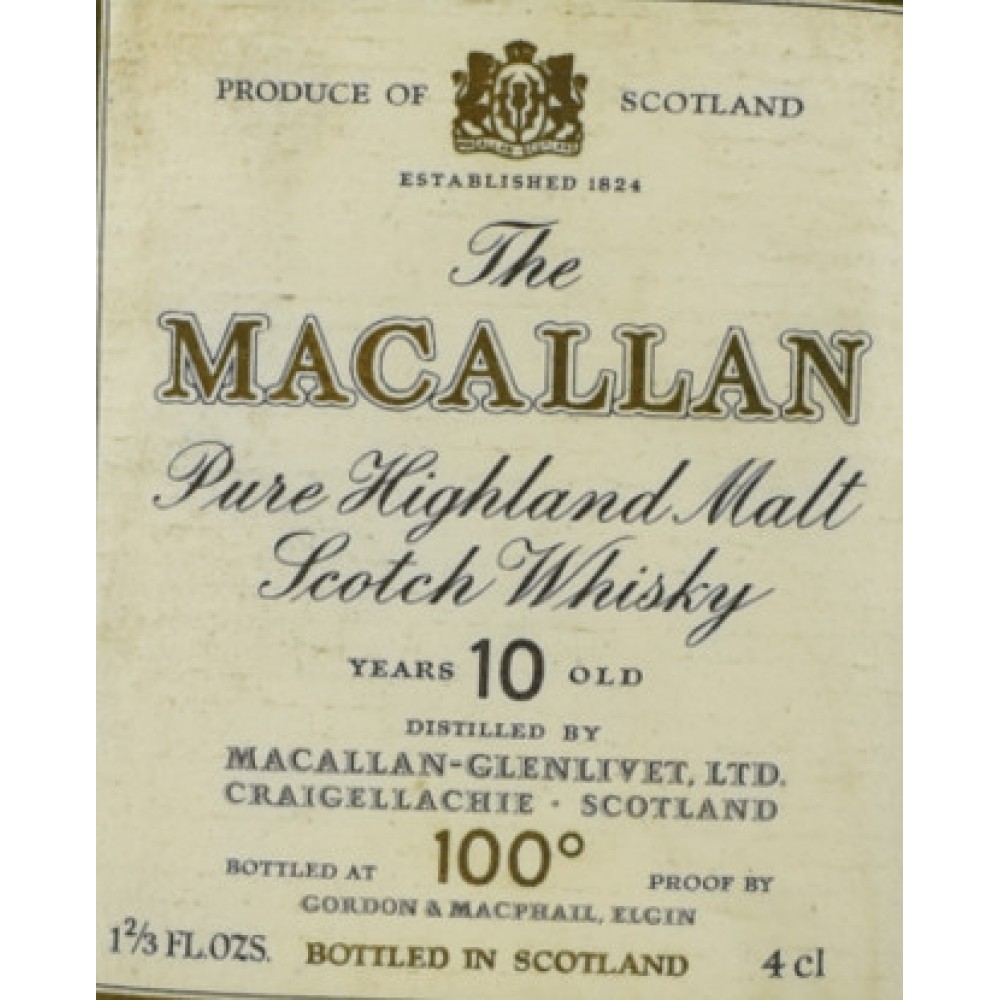 PRODUCE OF SCOTLAND
ESTABLISHED 1824
The
MACALLAN
Pure Highland Malt
Scotch Whisky
YEARS 10 OLD
DISTILLED BY
MACALLAN-GLENLIVET, LTD.
CRAIGELLACHIE · SCOTLAND
BOTTLED AT 100° PROOF BY
GORDON & MACPHAIL, ELGIN
1⅔ FL.OZS. BOTTLED IN SCOTLAND 4 cl